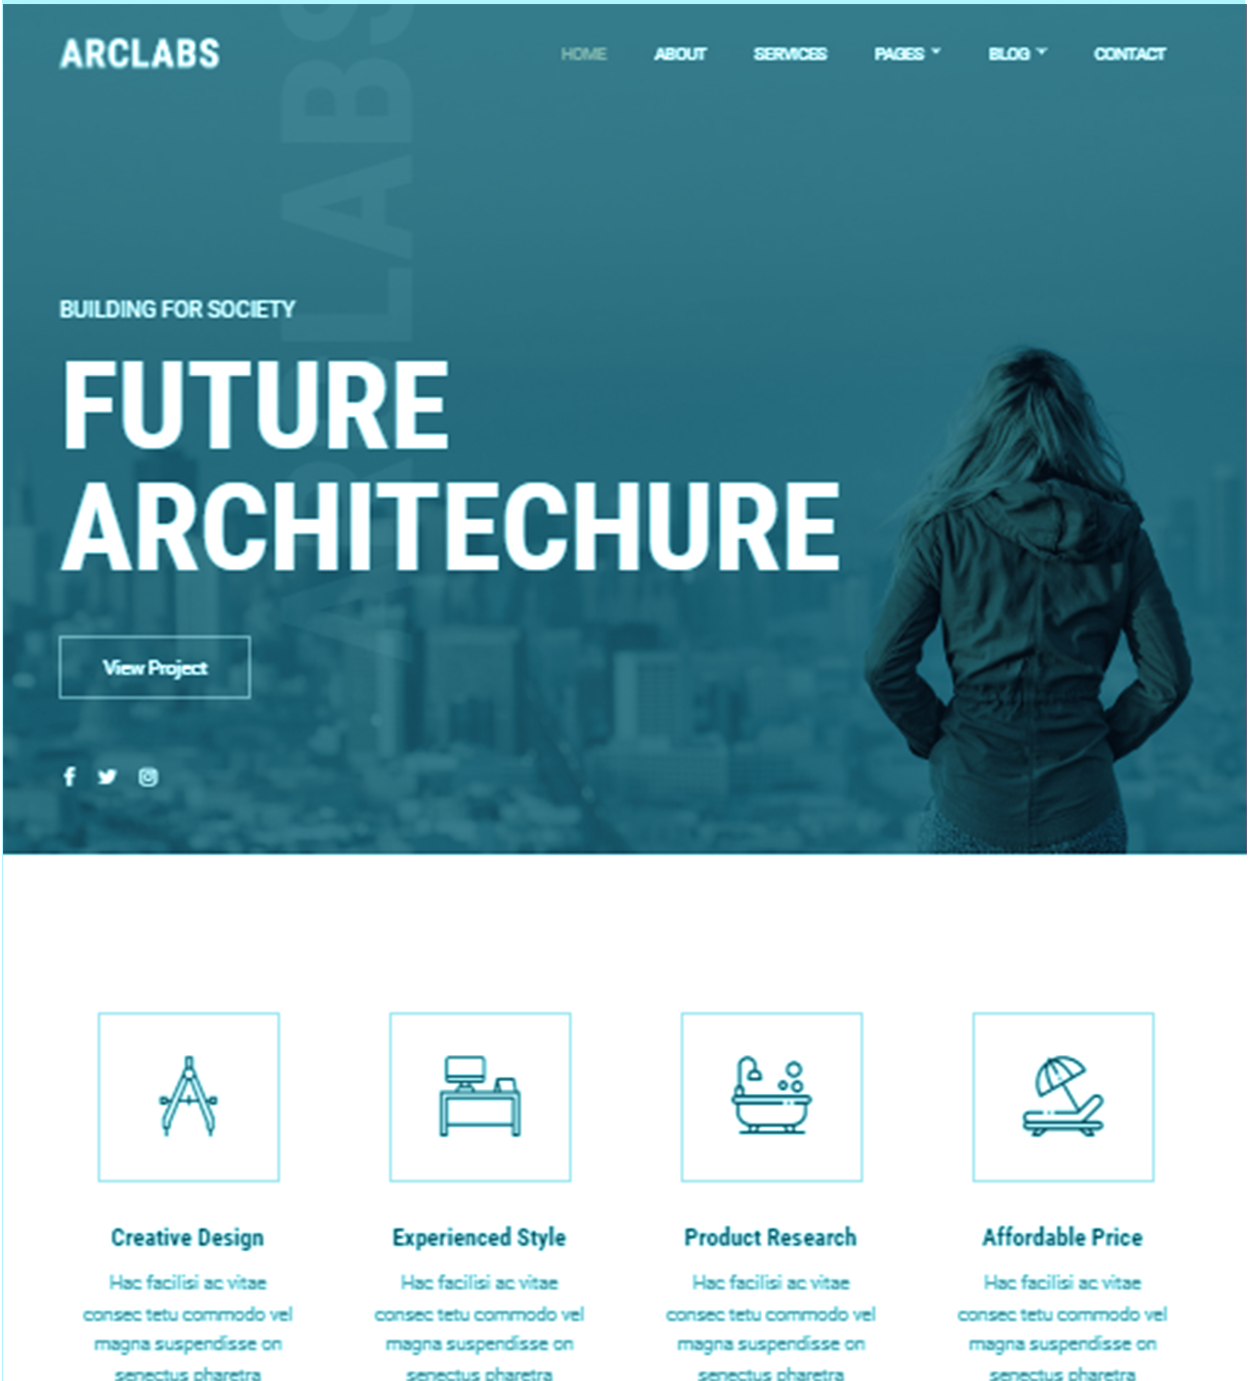 ARCLABS
HOME ABOUT SERVICES PAGES BLOG CONTACT
ARCLABS
BUILDING FOR SOCIETY
FUTURE
ARCHITECHURE
View Project
Creative Design Experienced Style Product Research Affordable Price
Hac facilisi ac vitae Hac facilisi ac vitae Hac facilisi ac vitae Hac facilisi ac vitae
consec tetu commodo vel consec tetu commodo vel consec tetu commodo vel consec tetu commodo vel
magna suspendisse on magna suspendisse on magna suspendisse on magna suspendisse on
senectus pharetra senectus pharetra senectus pharetra senectus pharetra